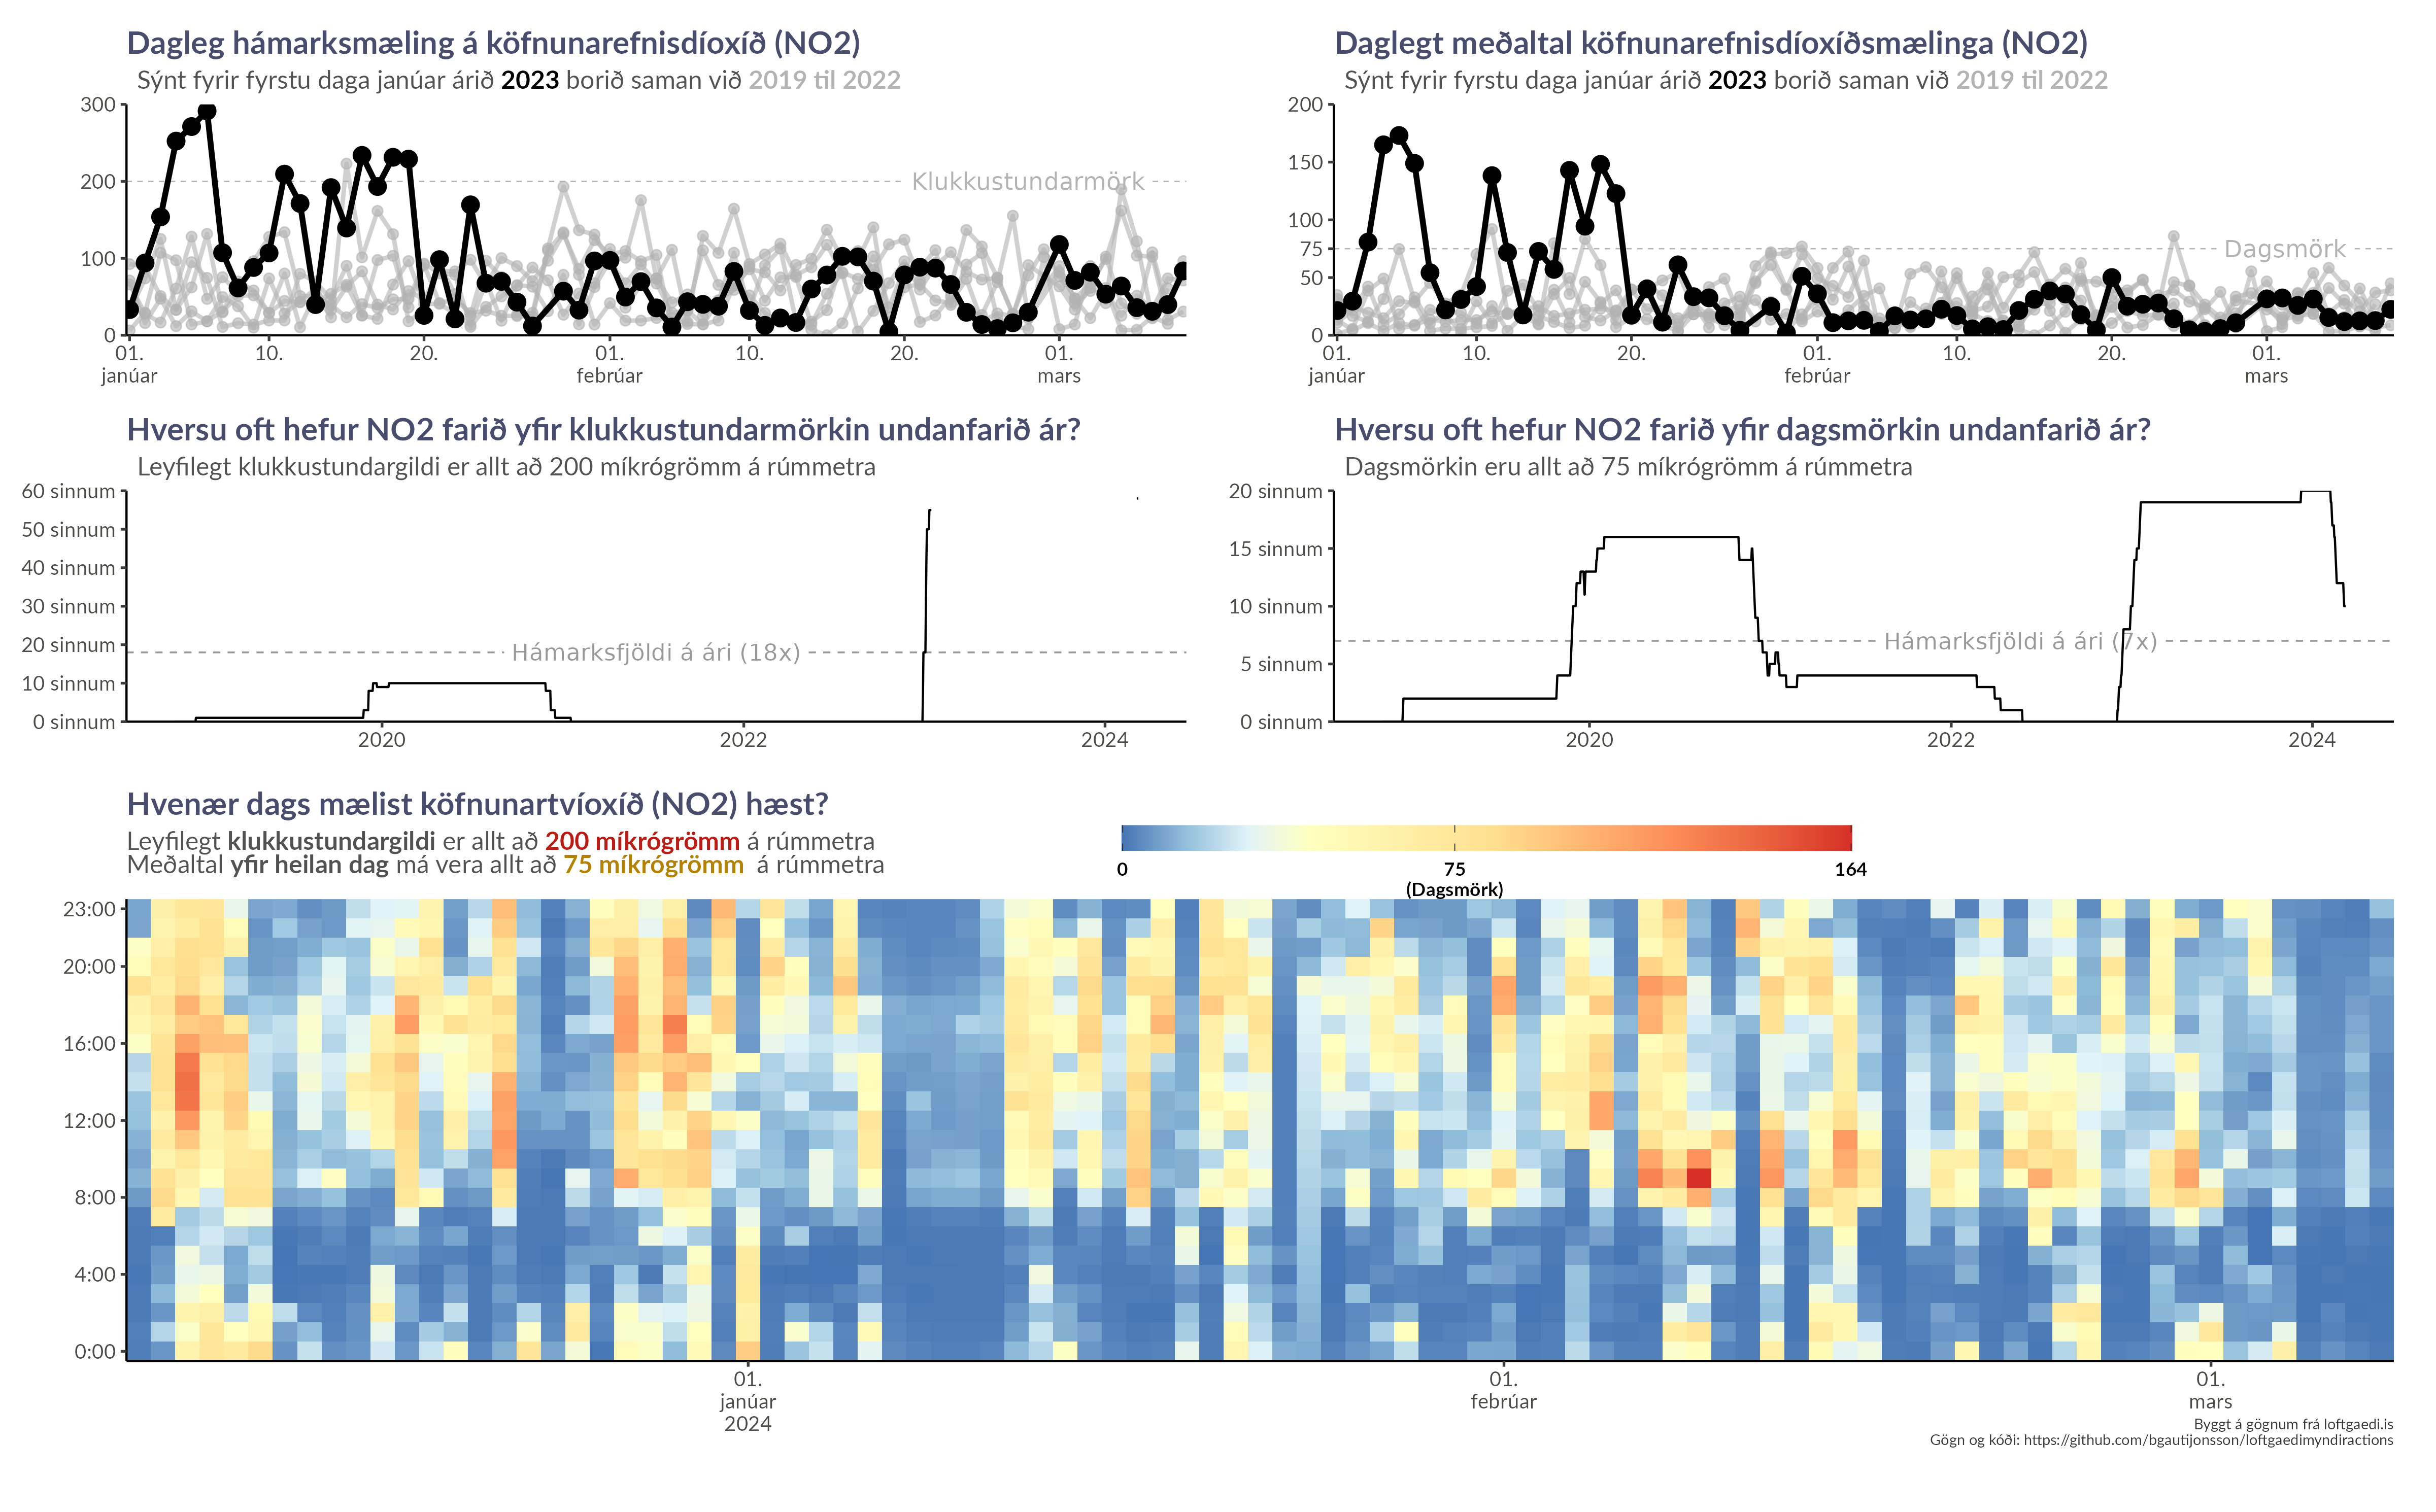 Dagleg hámarksmæling á köfnunarefnisdíoxíð (NO2)
Sýnt fyrir fyrstu daga janúar árið 2023 borið saman við 2019 til 2022
300
200
100
0
Klukkustundarmörk
01. 10. 20. 01. 10. 20. 01.
janúar febrúar mars
Daglegt meðaltal köfnunarefnisdíoxíðsmælinga (NO2)
Sýnt fyrir fyrstu daga janúar árið 2023 borið saman við 2019 til 2022
200
150
100
75
50
0
Dagsmörk
01. 10. 20. 01. 10. 20. 01.
janúar febrúar mars
Hversu oft hefur NO2 farið yfir klukkustundarmörkin undanfarið ár?
Leyfilegt klukkustundargildi er allt að 200 míkrógrömm á rúmmetra
60 sinnum
50 sinnum
40 sinnum
30 sinnum
20 sinnum
10 sinnum
0 sinnum
Hámarksfjöldi á ári (18x)
2020 2022 2024
Hversu oft hefur NO2 farið yfir dagsmörkin undanfarið ár?
Dagsmörkin eru allt að 75 míkrógrömm á rúmmetra
20 sinnum
15 sinnum
10 sinnum
5 sinnum
0 sinnum
Hámarksfjöldi á ári (7x)
2020 2022 2024
Hvenær dags mælist köfnunartvíoxíð (NO2) hæst?
Leyfilegt klukkustundargildi er allt að 200 míkrógrömm á rúmmetra
Meðaltal yfir heilan dag má vera allt að 75 míkrógrömm á rúmmetra
0 75 164
(Dagsmörk)
23:00
20:00
16:00
12:00
8:00
4:00
0:00
01. 01. 01.
janúar febrúar mars
2024
Byggt á gögnum frá loftgaedi.is
Gögn og kóði: https://github.com/bgautijonsson/loftgaedimyndiractions